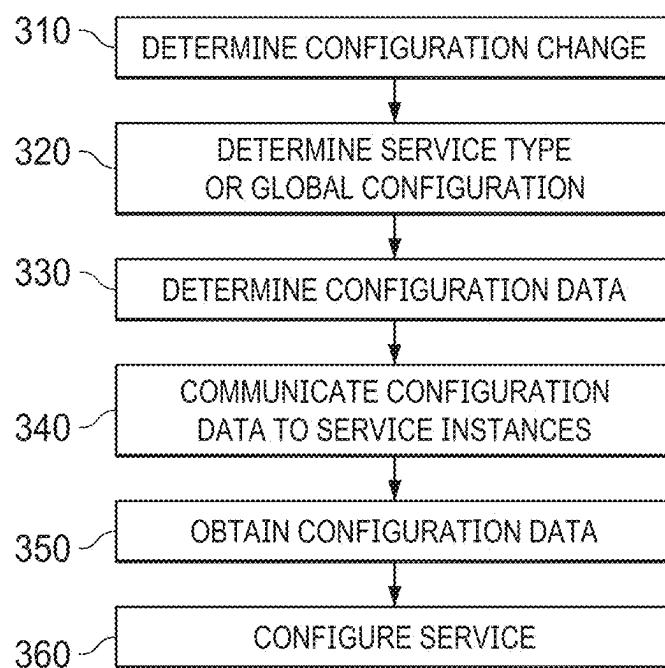 310 DETERMINE CONFIGURATION CHANGE
320 DETERMINE SERVICE TYPE
OR GLOBAL CONFIGURATION
330 DETERMINE CONFIGURATION DATA
340 COMMUNICATE CONFIGURATION
DATA TO SERVICE INSTANCES
350 OBTAIN CONFIGURATION DATA
360 CONFIGURE SERVICE